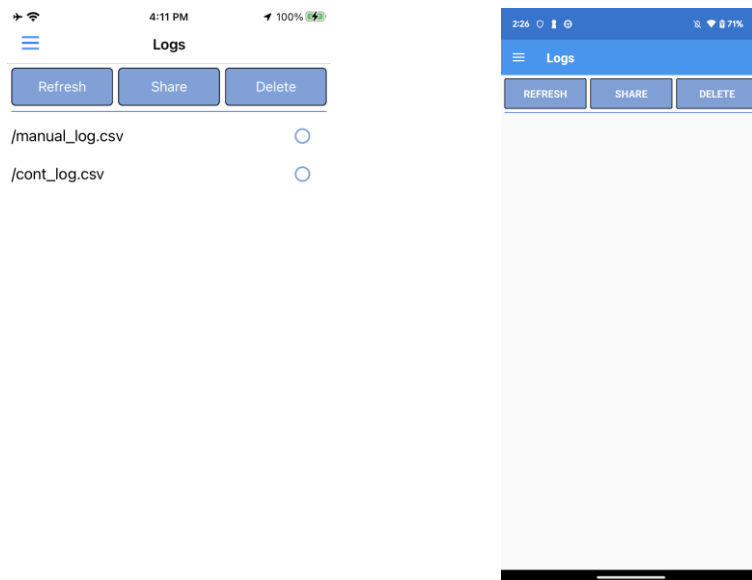 4:11 PM
100%
Logs
Refresh Share Delete
/manual_log.csv
/cont_log.csv
2:26
71%
Logs
REFRESH SHARE DELETE